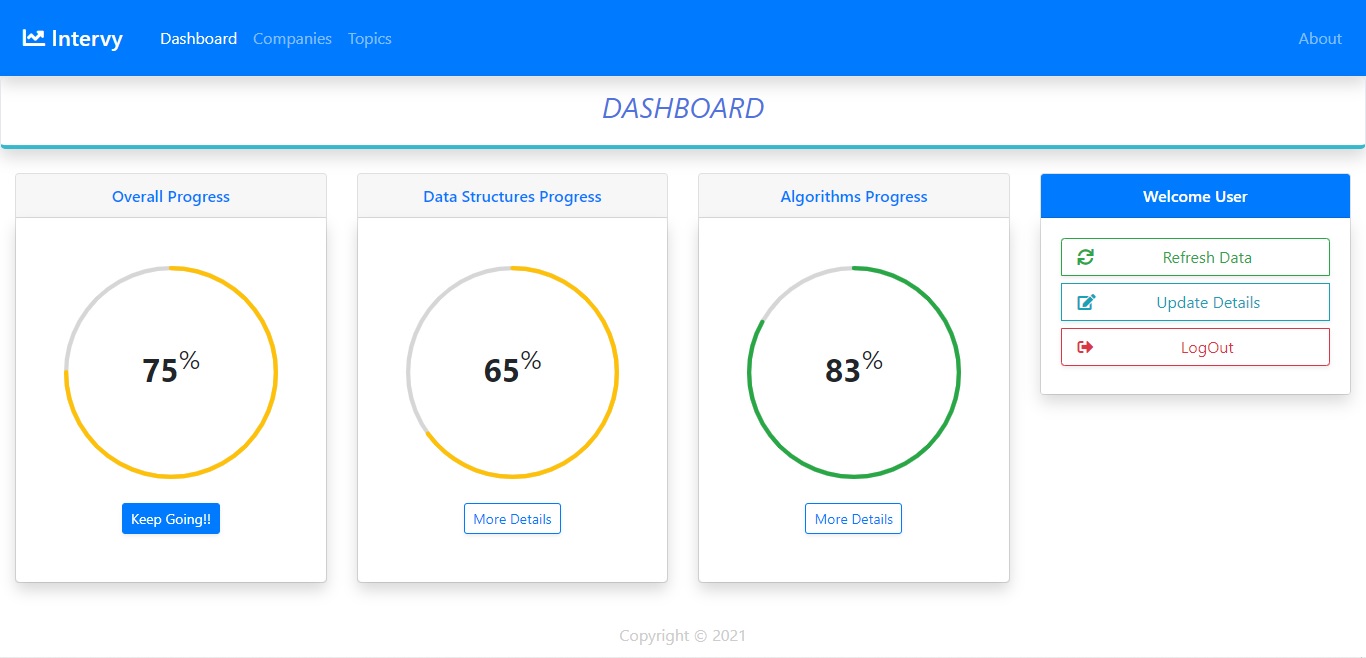 Intervy
Dashboard Companies Topics
About
DASHBOARD
Overall Progress
75%
Keep Going!!
Data Structures Progress
65%
More Details
Algorithms Progress
83%
More Details
Welcome User
Refresh Data
Update Details
LogOut
Copyright © 2021